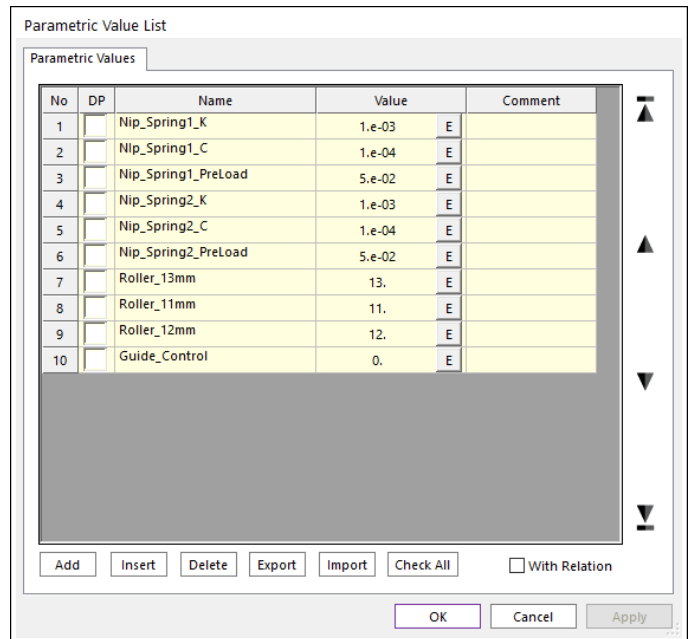 Parametric Value List
Parametric Values
No DP Name Value Comment
1 Nip_Spring1_K 1.e-03 E
2 NIp_Spring1_C 1.e-04 E
3 Nip_Spring1_PreLoad 5.e-02 E
4 Nip_Spring2_K 1.e-03 E
5 Nip_Spring2_C 1.e-04 E
6 Nip_Spring2_PreLoad 5.e-02 E
7 Roller_13mm 13. E
8 Roller_11mm 11. E
9 Roller_12mm 12. E
10 Guide_Control 0. E
Add Insert Delete Export Import Check All With Relation
OK Cancel Apply